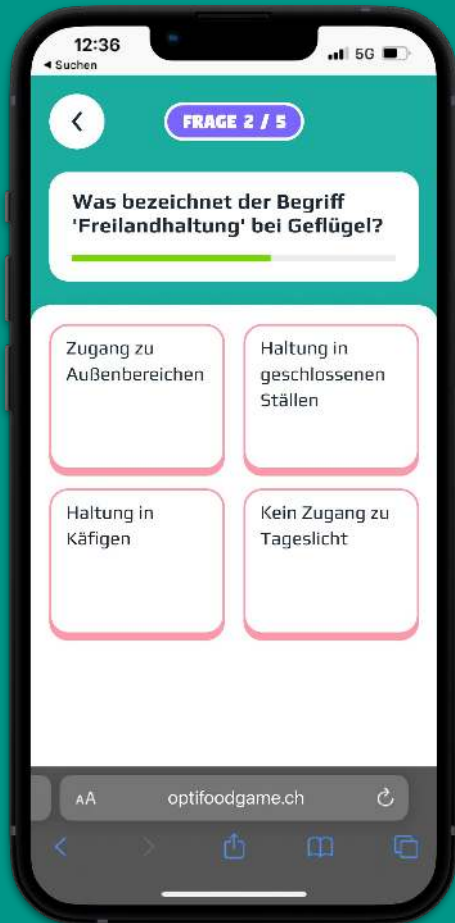 12:36
5G
◀ Suchen
FRAGE 2 / 5
Was bezeichnet der Begriff
'Freilandhaltung' bei Geflügel?
Zugang zu
Außenbereichen
Haltung in
geschlossenen
Ställen
Haltung in
Käfigen
Kein Zugang zu
Tageslicht
AA
optifoodgame.ch